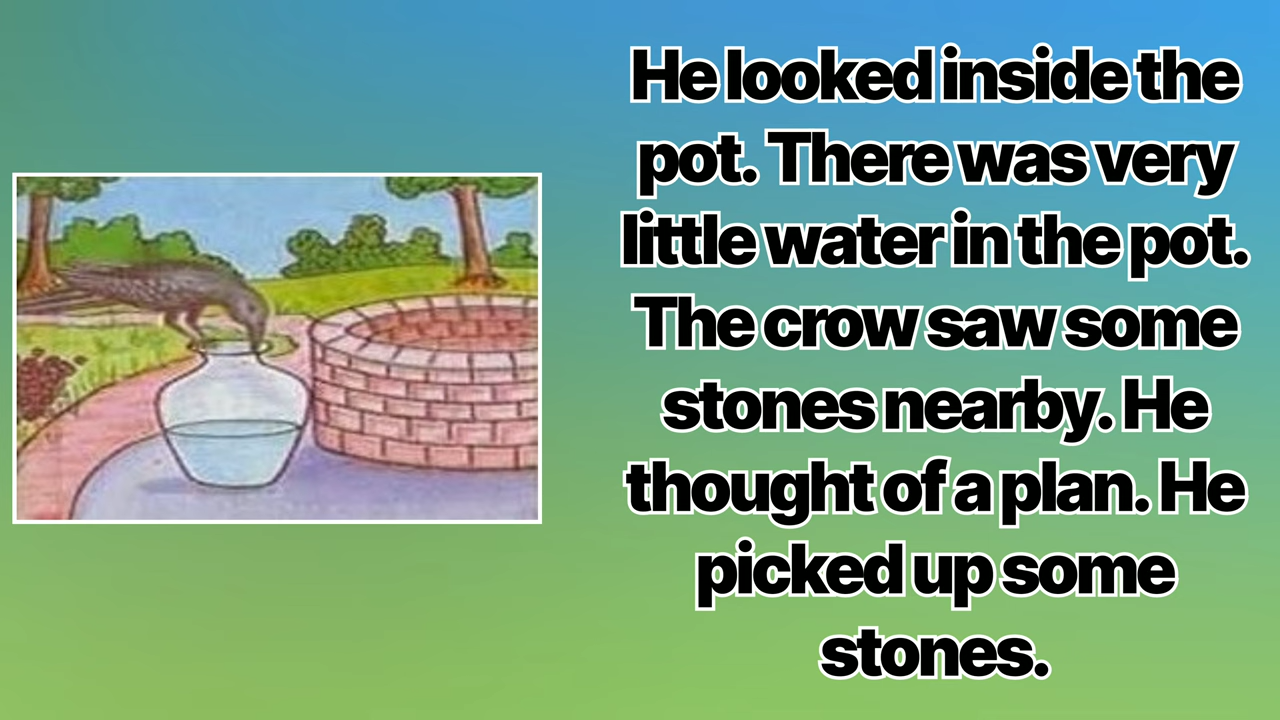 He looked inside the
pot. There was very
little water in the pot.
The crow saw some
stones nearby. He
thought of a plan. He
picked up some
stones.